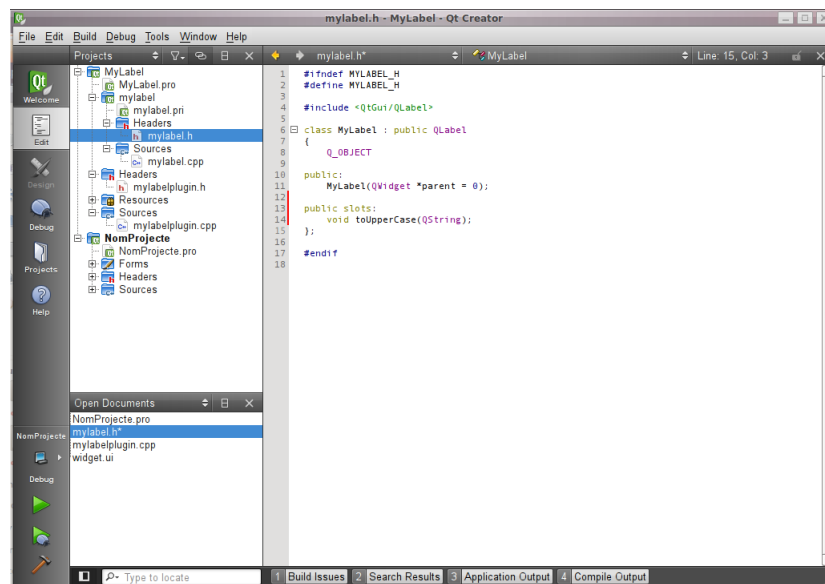 mylabel.h - MyLabel - Qt Creator
File Edit Build Debug Tools Window Help
Projects
mylabel.h*
MyLabel
Line: 15, Col: 3
Qt
Welcome
Edit
Design
Debug
Projects
Help
MyLabel
MyLabel.pro
mylabel
mylabel.pri
Headers
mylabel.h
Sources
mylabel.cpp
Headers
mylabelplugin.h
Resources
Sources
mylabelplugin.cpp
NomProjecte
NomProjecte.pro
Forms
Headers
Sources
1 #ifndef MYLABEL_H
2 #define MYLABEL_H
3
4 #include <QtGui/QLabel>
5
6 class MyLabel : public QLabel
7 {
8 Q_OBJECT
9
10 public:
11 MyLabel(QWidget *parent = 0);
12
13 public slots:
14 void toUpperCase(QString);
15 };
16
17 #endif
18
Open Documents
NomProjecte.pro
mylabel.h*
mylabelplugin.cpp
widget.ui
NomProjecte
Debug
Type to locate
1 Build Issues 2 Search Results 3 Application Output 4 Compile Output